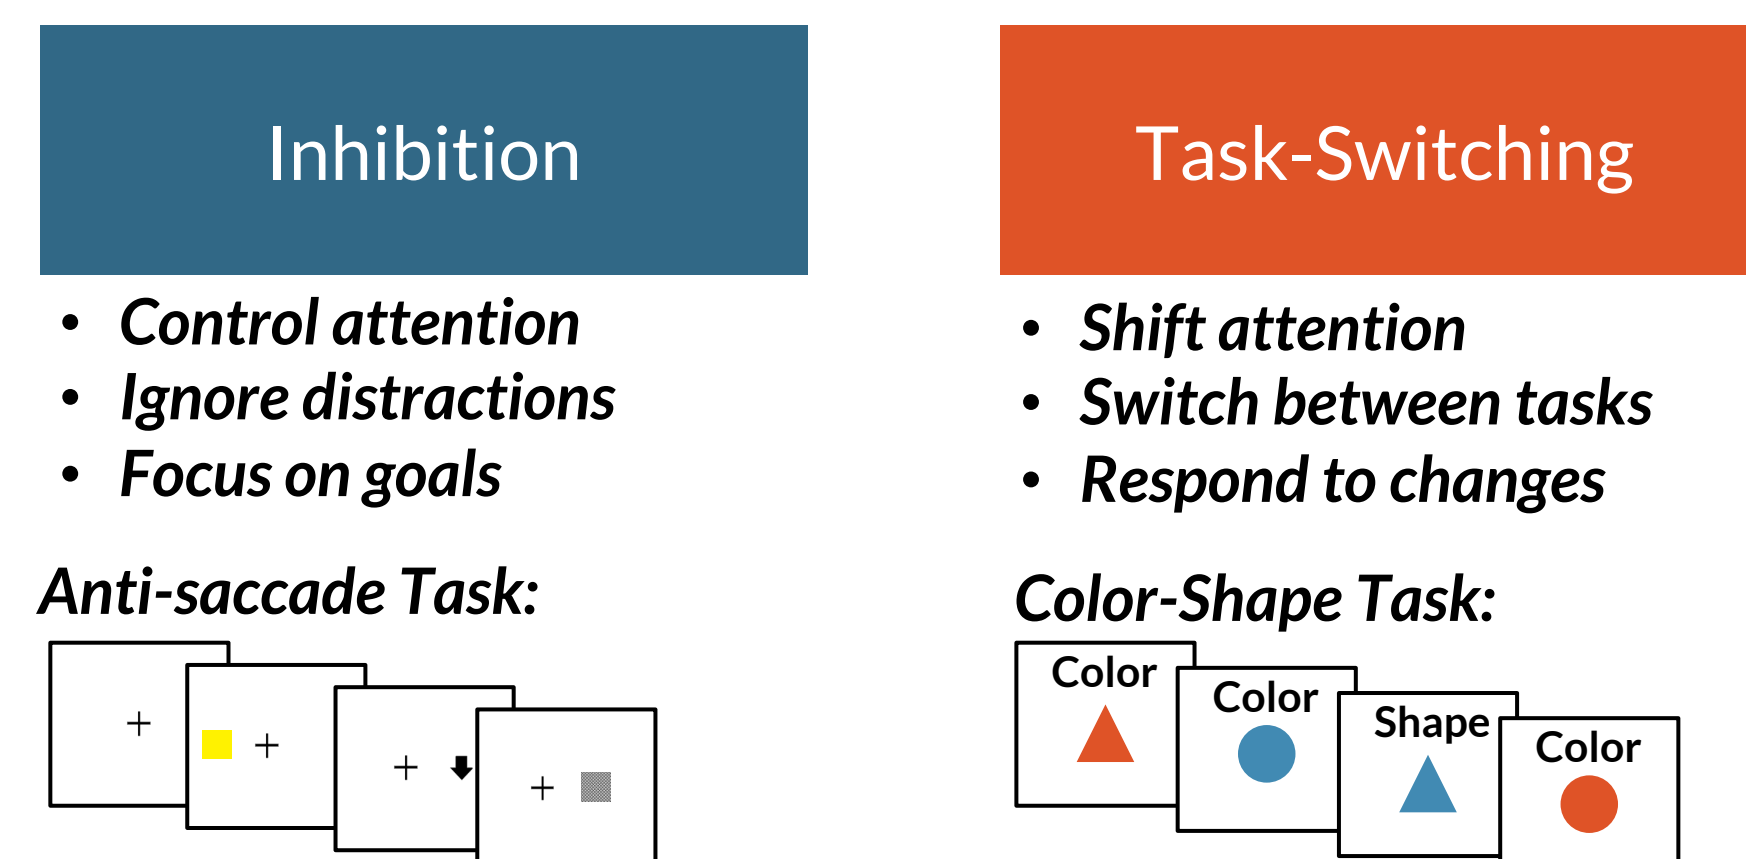 Inhibition
• Control attention
• Ignore distractions
• Focus on goals
Anti-saccade Task:
Task-Switching
• Shift attention
• Switch between tasks
• Respond to changes
Color-Shape Task:
Color
Color
Shape
Color